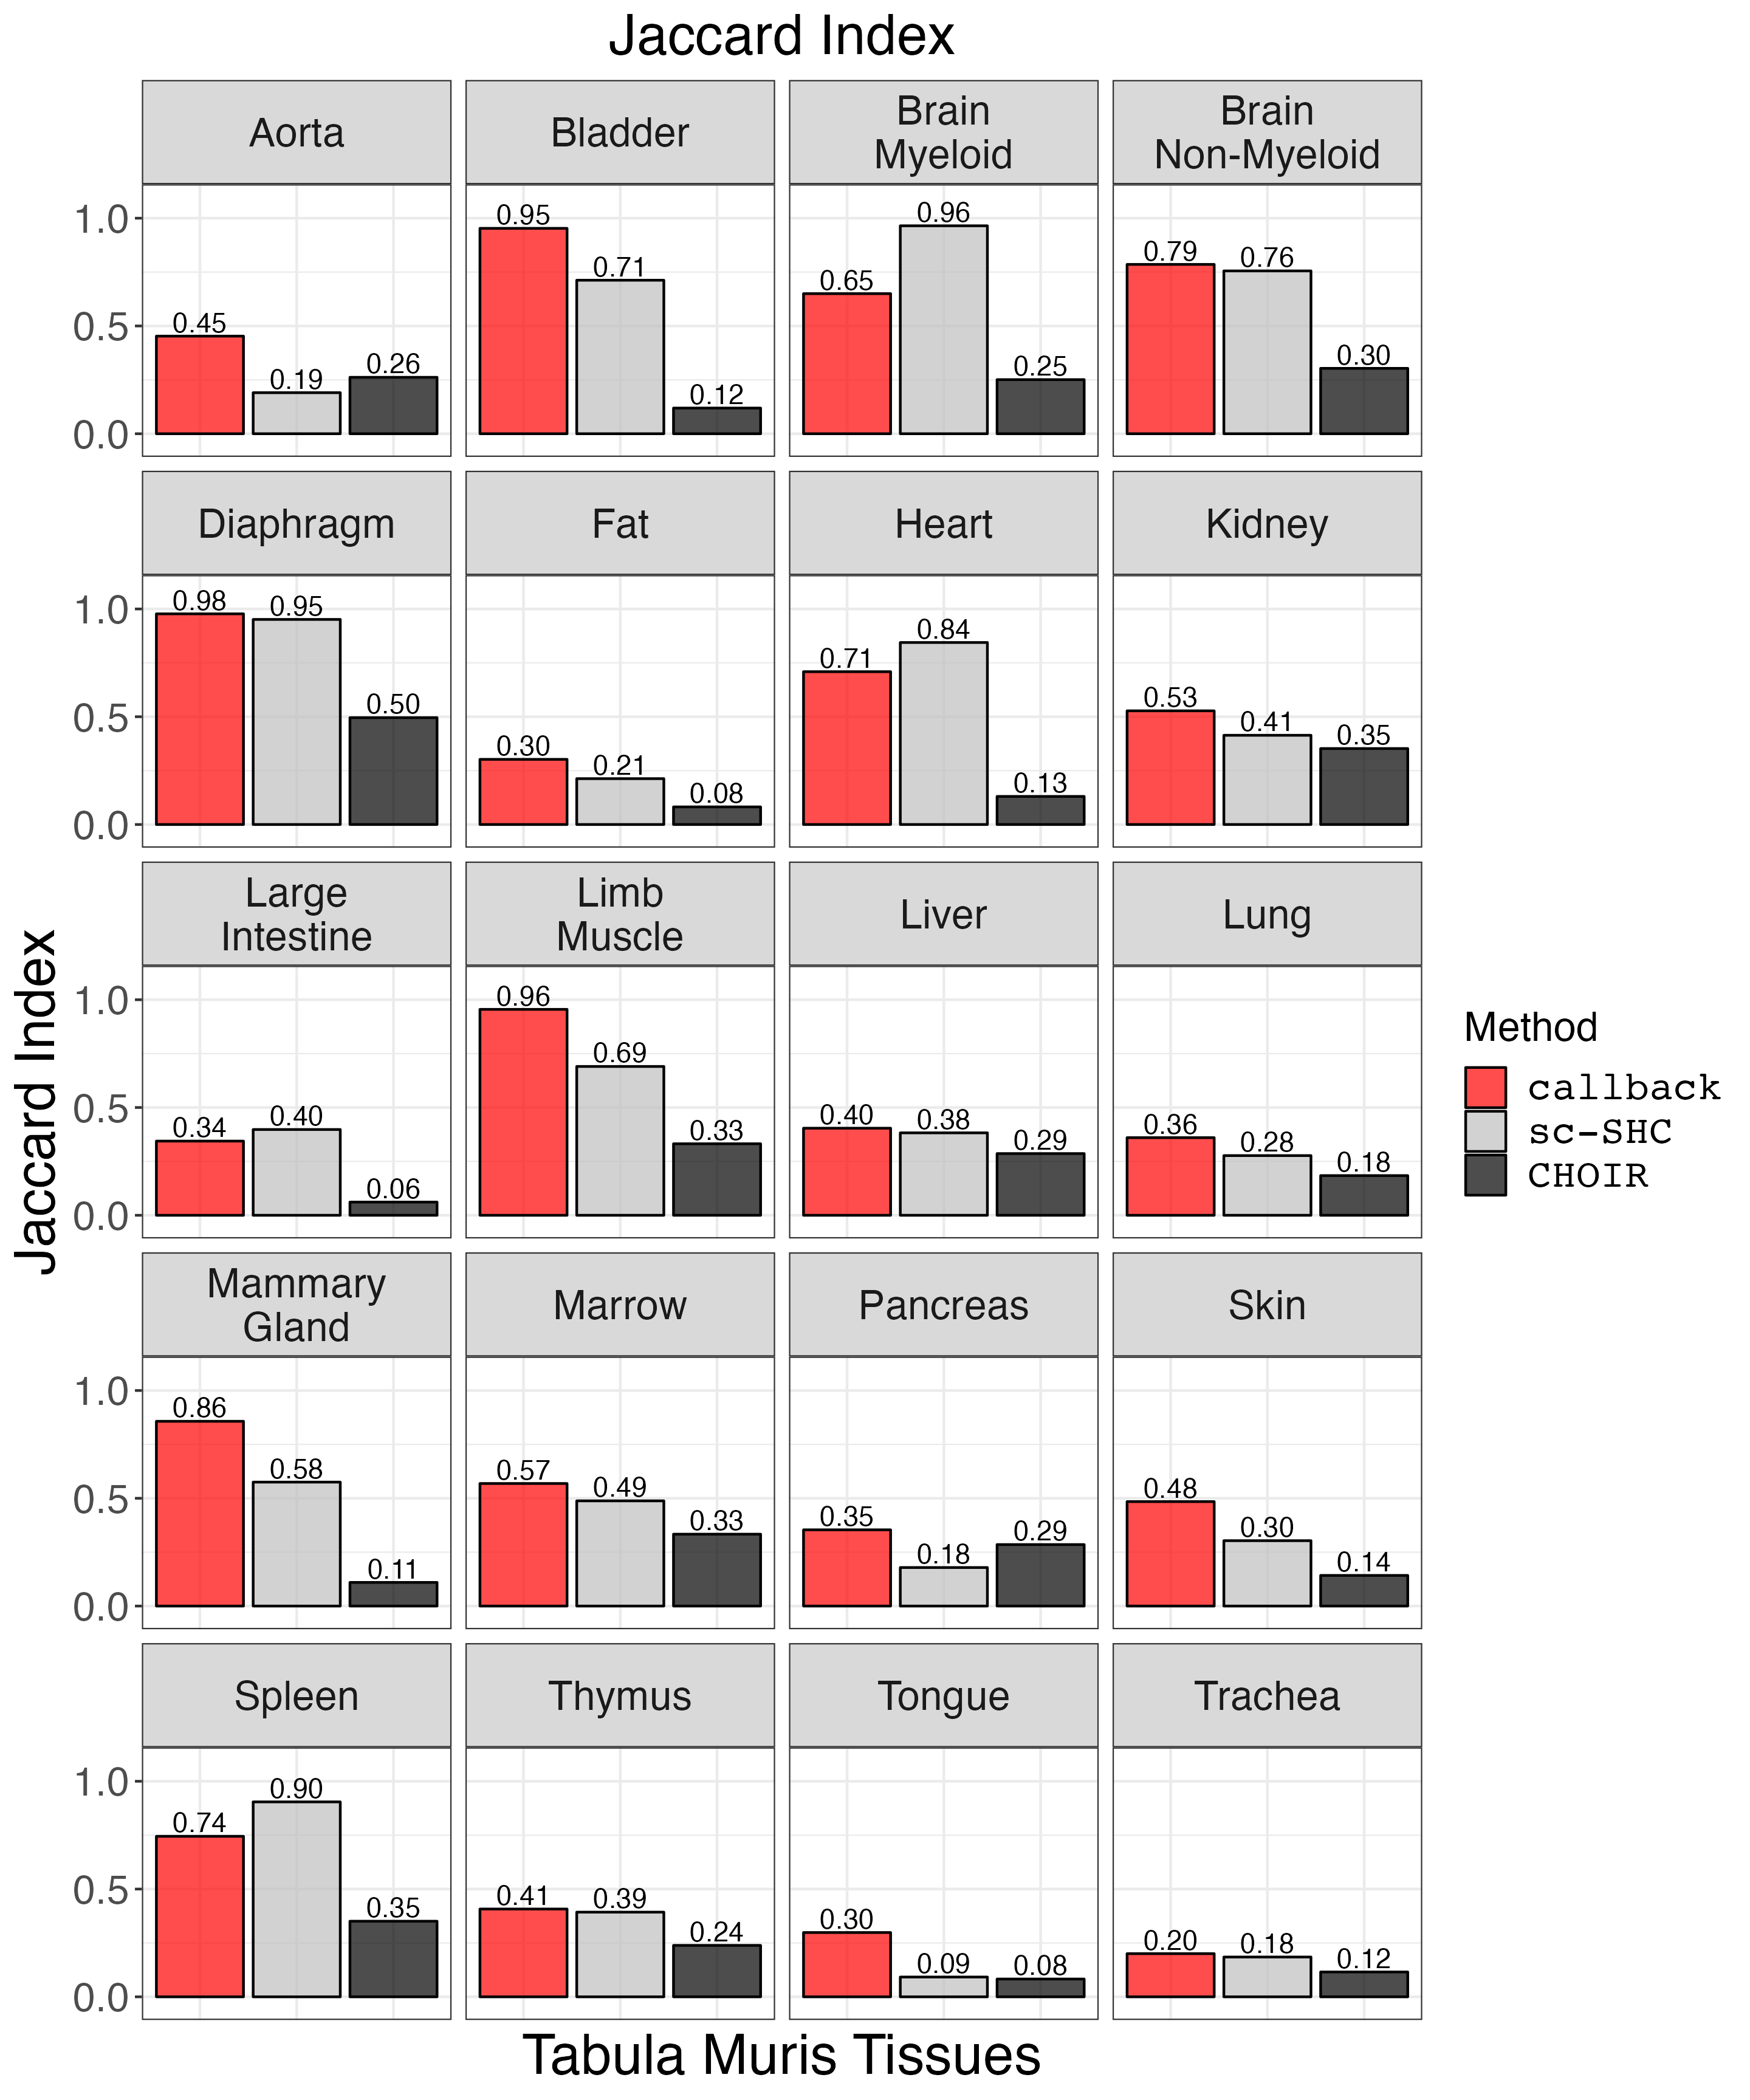 Jaccard Index
Aorta
Bladder
Brain
Myeloid
Brain
Non-Myeloid
1.0
0.5
0.0
0.45
0.19
0.26
0.95
0.71
0.12
0.65
0.96
0.25
0.79
0.76
0.30
Diaphragm
Fat
Heart
Kidney
1.0
0.5
0.0
0.98
0.95
0.50
0.30
0.21
0.08
0.71
0.84
0.13
0.53
0.41
0.35
Large
Intestine
Limb
Muscle
Liver
Lung
1.0
0.5
0.0
0.34
0.40
0.06
0.96
0.69
0.33
0.40
0.38
0.29
0.36
0.28
0.18
Mammary
Gland
Marrow
Pancreas
Skin
1.0
0.5
0.0
0.86
0.58
0.11
0.57
0.49
0.33
0.35
0.18
0.29
0.48
0.30
0.14
Spleen
Thymus
Tongue
Trachea
1.0
0.5
0.0
0.74
0.90
0.35
0.41
0.39
0.24
0.30
0.09
0.08
0.20
0.18
0.12
Jaccard Index
Tabula Muris Tissues
Method
callback
sc-SHC
CHOIR